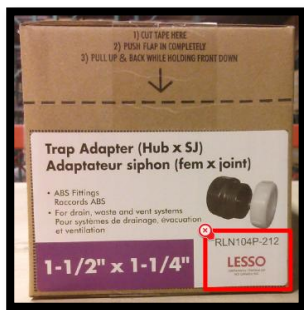 1) CUT TAPE HERE
2) PUSH FLAP IN COMPLETELY
3) PULL UP & BACK WHILE HOLDING FRONT DOWN
Trap Adapter (Hub x SJ)
Adaptateur siphon (fem x joint)
• ABS Fittings
Raccords ABS
• For drain, waste and vent systems
Pour systèmes de drainage, évacuation
et ventilation
RLN104P-212
LESSO
1-1/2" x 1-1/4"